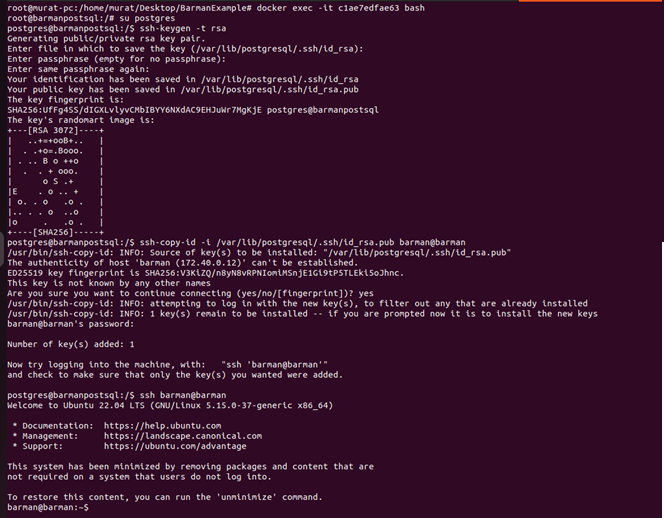 root@murat-pc:/home/murat/Desktop/BarmanExample# docker exec -it c1ae7edfae63 bash
root@barmanpostsql:/# su postgres
postgres@barmanpostsql:/$ ssh-keygen -t rsa
Generating public/private rsa key pair.
Enter file in which to save the key (/var/lib/postgresql/.ssh/id_rsa):
Enter passphrase (empty for no passphrase):
Enter same passphrase again:
Your identification has been saved in /var/lib/postgresql/.ssh/id_rsa
Your public key has been saved in /var/lib/postgresql/.ssh/id_rsa.pub
The key fingerprint is:
SHA256:UfFg4SS/dIGXLvlyvCMbIBYY6NXdAC9EHJuWr7MgKjE postgres@barmanpostsql
The key's randomart image is:
+---[RSA 3072]----+
|   ..+=+ooB+..   |
|  . .+o=.Booo.   |
| . .. B o ++o    |
|  .  . + ooo.    |
|      o S .+     |
|E    . o .. +    |
| o. . o   .o .   |
|.. . . o  ..o    |
|o     .   .o .   |
+----[SHA256]-----+
postgres@barmanpostsql:/$ ssh-copy-id -i /var/lib/postgresql/.ssh/id_rsa.pub barman@barman
/usr/bin/ssh-copy-id: INFO: Source of key(s) to be installed: "/var/lib/postgresql/.ssh/id_rsa.pub"
The authenticity of host 'barman (172.40.0.12)' can't be established.
ED25519 key fingerprint is SHA256:V3KiZQ/n8yN8vRPNIomiMSnjE1Gi9tPSTLEki5oJhnc.
This key is not known by any other names
Are you sure you want to continue connecting (yes/no/[fingerprint])? yes
/usr/bin/ssh-copy-id: INFO: attempting to log in with the new key(s), to filter out any that are already installed
/usr/bin/ssh-copy-id: INFO: 1 key(s) remain to be installed -- if you are prompted now it is to install the new keys
barman@barman's password:
Number of key(s) added: 1
Now try logging into the machine, with:   "ssh 'barman@barman'"
and check to make sure that only the key(s) you wanted were added.
postgres@barmanpostsql:/$ ssh barman@barman
Welcome to Ubuntu 22.04 LTS (GNU/Linux 5.15.0-37-generic x86_64)
 * Documentation:  https://help.ubuntu.com
 * Management:     https://landscape.canonical.com
 * Support:        https://ubuntu.com/advantage
This system has been minimized by removing packages and content that are
not required on a system that users do not log into.
To restore this content, you can run the 'unminimize' command.
barman@barman:~$